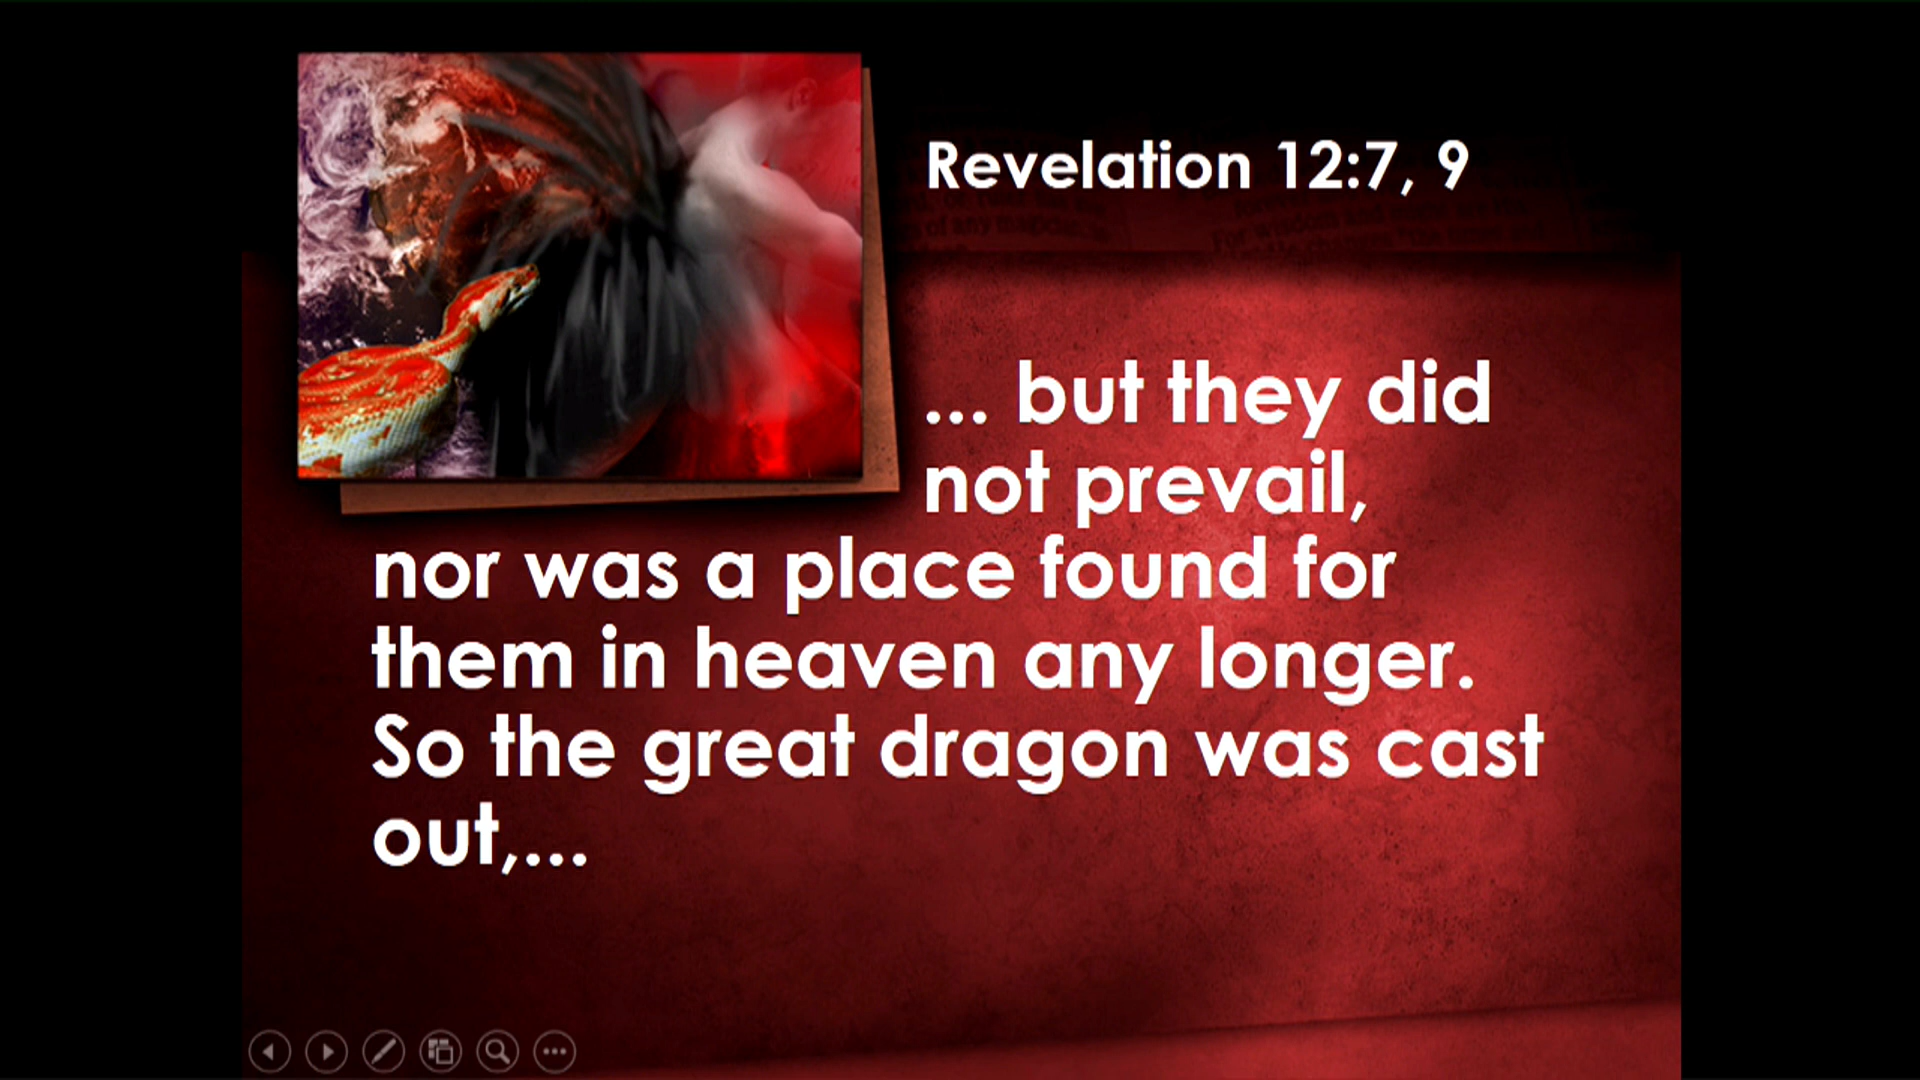 Revelation 12:7, 9
... but they did
not prevail,
nor was a place found for
them in heaven any longer.
So the great dragon was cast
out,...